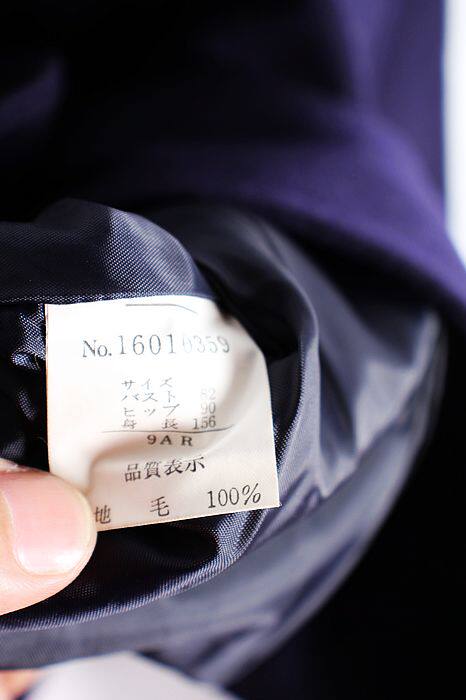 No.16010359
サイズ
バスト 82
ヒップ 90
身長 156
9AR
品質表示
地 毛 100%